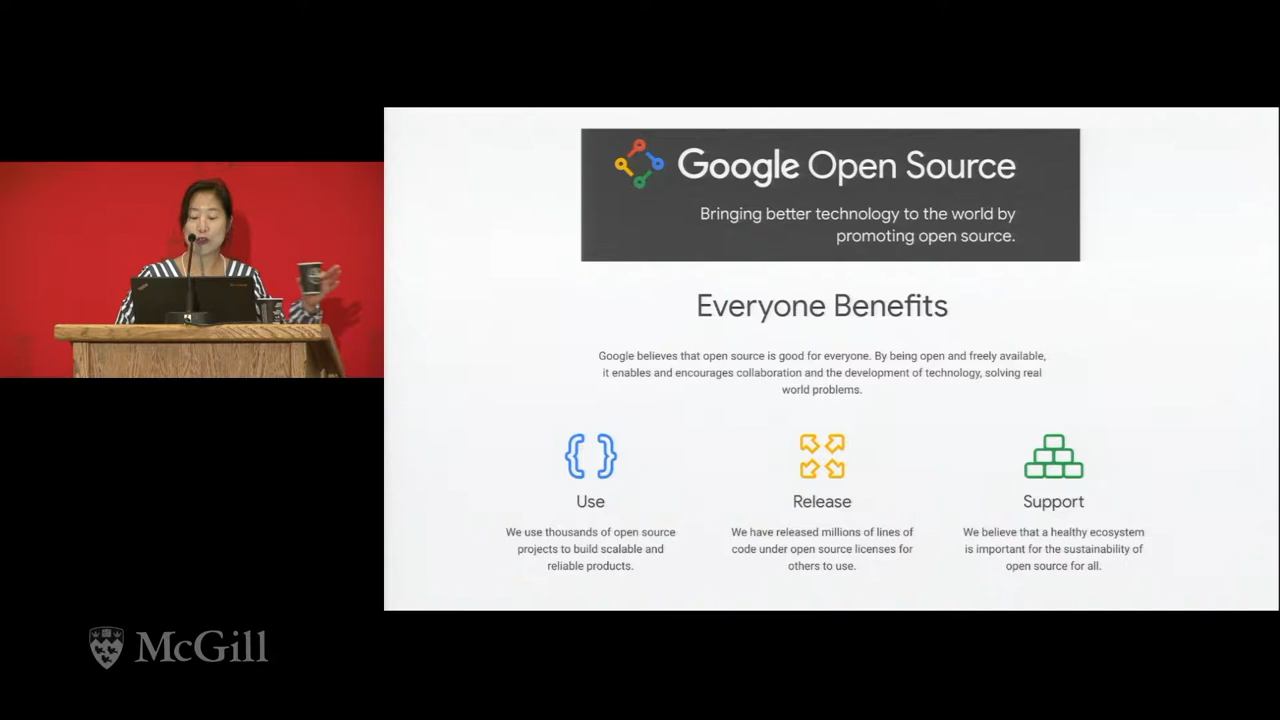 Google Open Source
Bringing better technology to the world by
promoting open source.
Everyone Benefits
Google believes that open source is good for everyone. By being open and freely available,
it enables and encourages collaboration and the development of technology, solving real
world problems.
Use
We use thousands of open source
projects to build scalable and
reliable products.
Release
We have released millions of lines of
code under open source licenses for
others to use.
Support
We believe that a healthy ecosystem
is important for the sustainability of
open source for all.
McGill